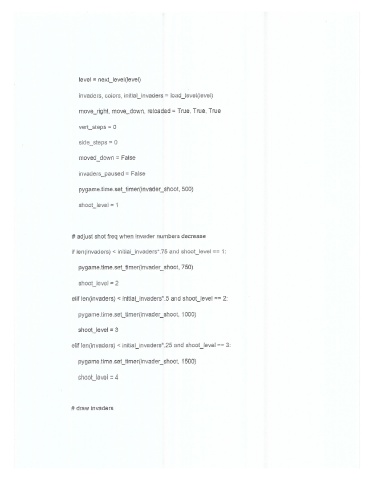 level = next_level(level)
invaders, colors, initial_invaders = load_level(level)
move_right, move_down, reloaded = True, True, True
vert_steps = 0
side_steps = 0
moved_down = False
invaders_paused = False
pygame.time.set_timer(invader_shoot, 500)
shoot_level = 1
# adjust shot freq when invader numbers decrease
if len(invaders) < initial_invaders*.75 and shoot_level == 1:
pygame.time.set_timer(invader_shoot, 750)
shoot_level = 2
elif len(invaders) < initial_invaders*.5 and shoot_level == 2:
pygame.time.set_timer(invader_shoot, 1000)
shoot_level = 3
elif len(invaders) < initial_invaders*.25 and shoot_level == 3:
pygame.time.set_timer(invader_shoot, 1500)
shoot_level = 4
# draw invaders